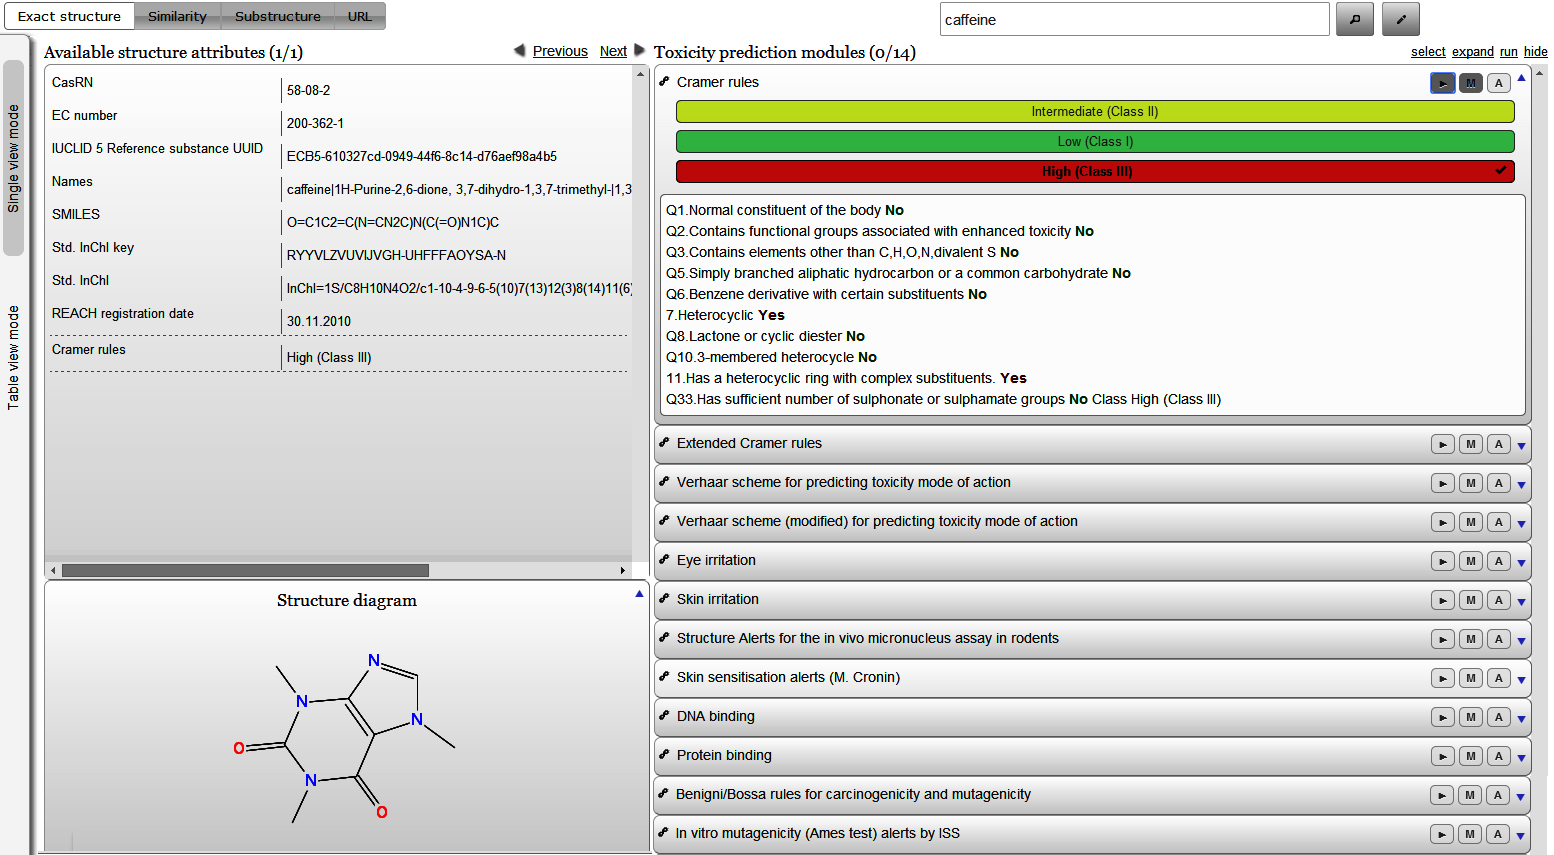 Exact structure Similarity Substructure URL
caffeine
Single view mode
Table view mode
Available structure attributes (1/1) Previous Next
CasRN 58-08-2
EC number 200-362-1
IUCLID 5 Reference substance UUID ECB5-610327cd-0949-44f6-8c14-d76aef98a4b5
Names caffeine|1H-Purine-2,6-dione, 3,7-dihydro-1,3,7-trimethyl-|1,3
SMILES O=C1C2=C(N=CN2C)N(C(=O)N1C)C
Std. InChI key RYYVLZVUVIJVGH-UHFFFAOYSA-N
Std. InChI InChI=1S/C8H10N4O2/c1-10-4-9-6-5(10)7(13)12(3)8(14)11(6)
REACH registration date 30.11.2010
Cramer rules High (Class III)
Structure diagram
N
N
N
O
N
O
Toxicity prediction modules (0/14) select expand run hide
Cramer rules M A
Intermediate (Class II)
Low (Class I)
High (Class III)
Q1.Normal constituent of the body No
Q2.Contains functional groups associated with enhanced toxicity No
Q3.Contains elements other than C,H,O,N,divalent S No
Q5.Simply branched aliphatic hydrocarbon or a common carbohydrate No
Q6.Benzene derivative with certain substituents No
7.Heterocyclic Yes
Q8.Lactone or cyclic diester No
Q10.3-membered heterocycle No
11.Has a heterocyclic ring with complex substituents. Yes
Q33.Has sufficient number of sulphonate or sulphamate groups No Class High (Class III)
Extended Cramer rules M A
Verhaar scheme for predicting toxicity mode of action M A
Verhaar scheme (modified) for predicting toxicity mode of action M A
Eye irritation M A
Skin irritation M A
Structure Alerts for the in vivo micronucleus assay in rodents M A
Skin sensitisation alerts (M. Cronin) M A
DNA binding M A
Protein binding M A
Benigni/Bossa rules for carcinogenicity and mutagenicity M A
In vitro mutagenicity (Ames test) alerts by ISS M A